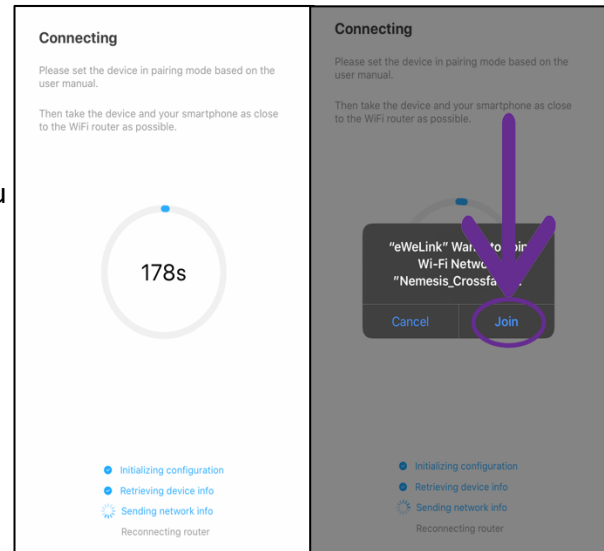 Connecting
Please set the device in pairing mode based on the
user manual.
Then take the device and your smartphone as close
to the WiFi router as possible.
u
178s
Initializing configuration
Retrieving device info
Sending network info
Reconnecting router
Connecting
Please set the device in pairing mode based on the
user manual.
Then take the device and your smartphone as close
to the WiFi router as possible.
"eWeLink"
Wi-Fi
Cancel
Join
Initializing configuration
Retrieving device info
Sending network info
Reconnecting router